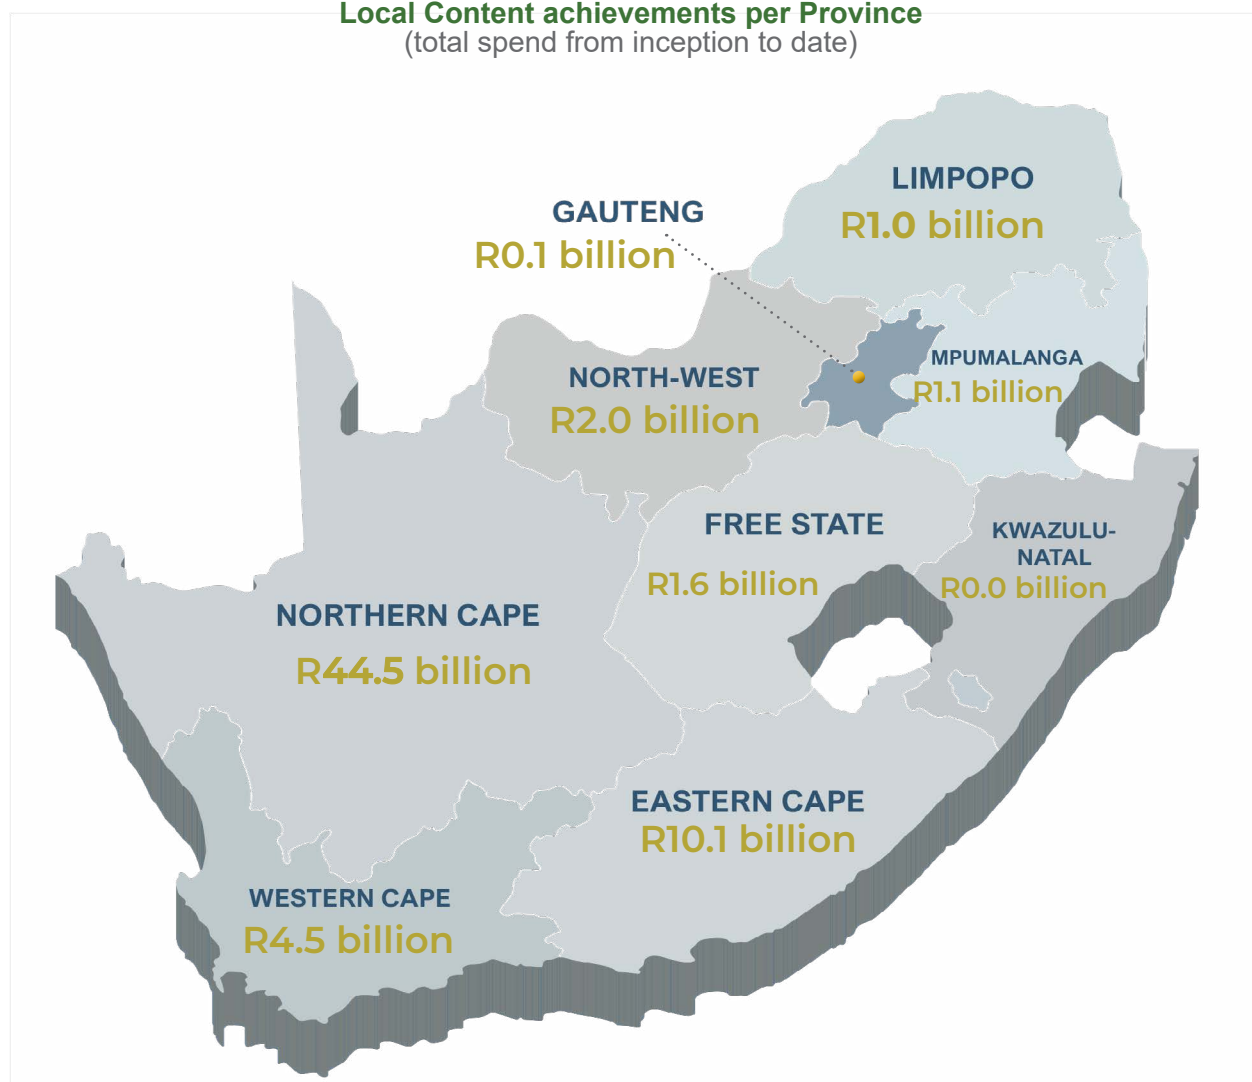 Local Content achievements per Province
(total spend from inception to date)
LIMPOPO
R1.0 billion
GAUTENG
R0.1 billion
MPUMALANGA
R1.1 billion
NORTH-WEST
R2.0 billion
FREE STATE
R1.6 billion
KWAZULU-
NATAL
R0.0 billion
NORTHERN CAPE
R44.5 billion
EASTERN CAPE
R10.1 billion
WESTERN CAPE
R4.5 billion